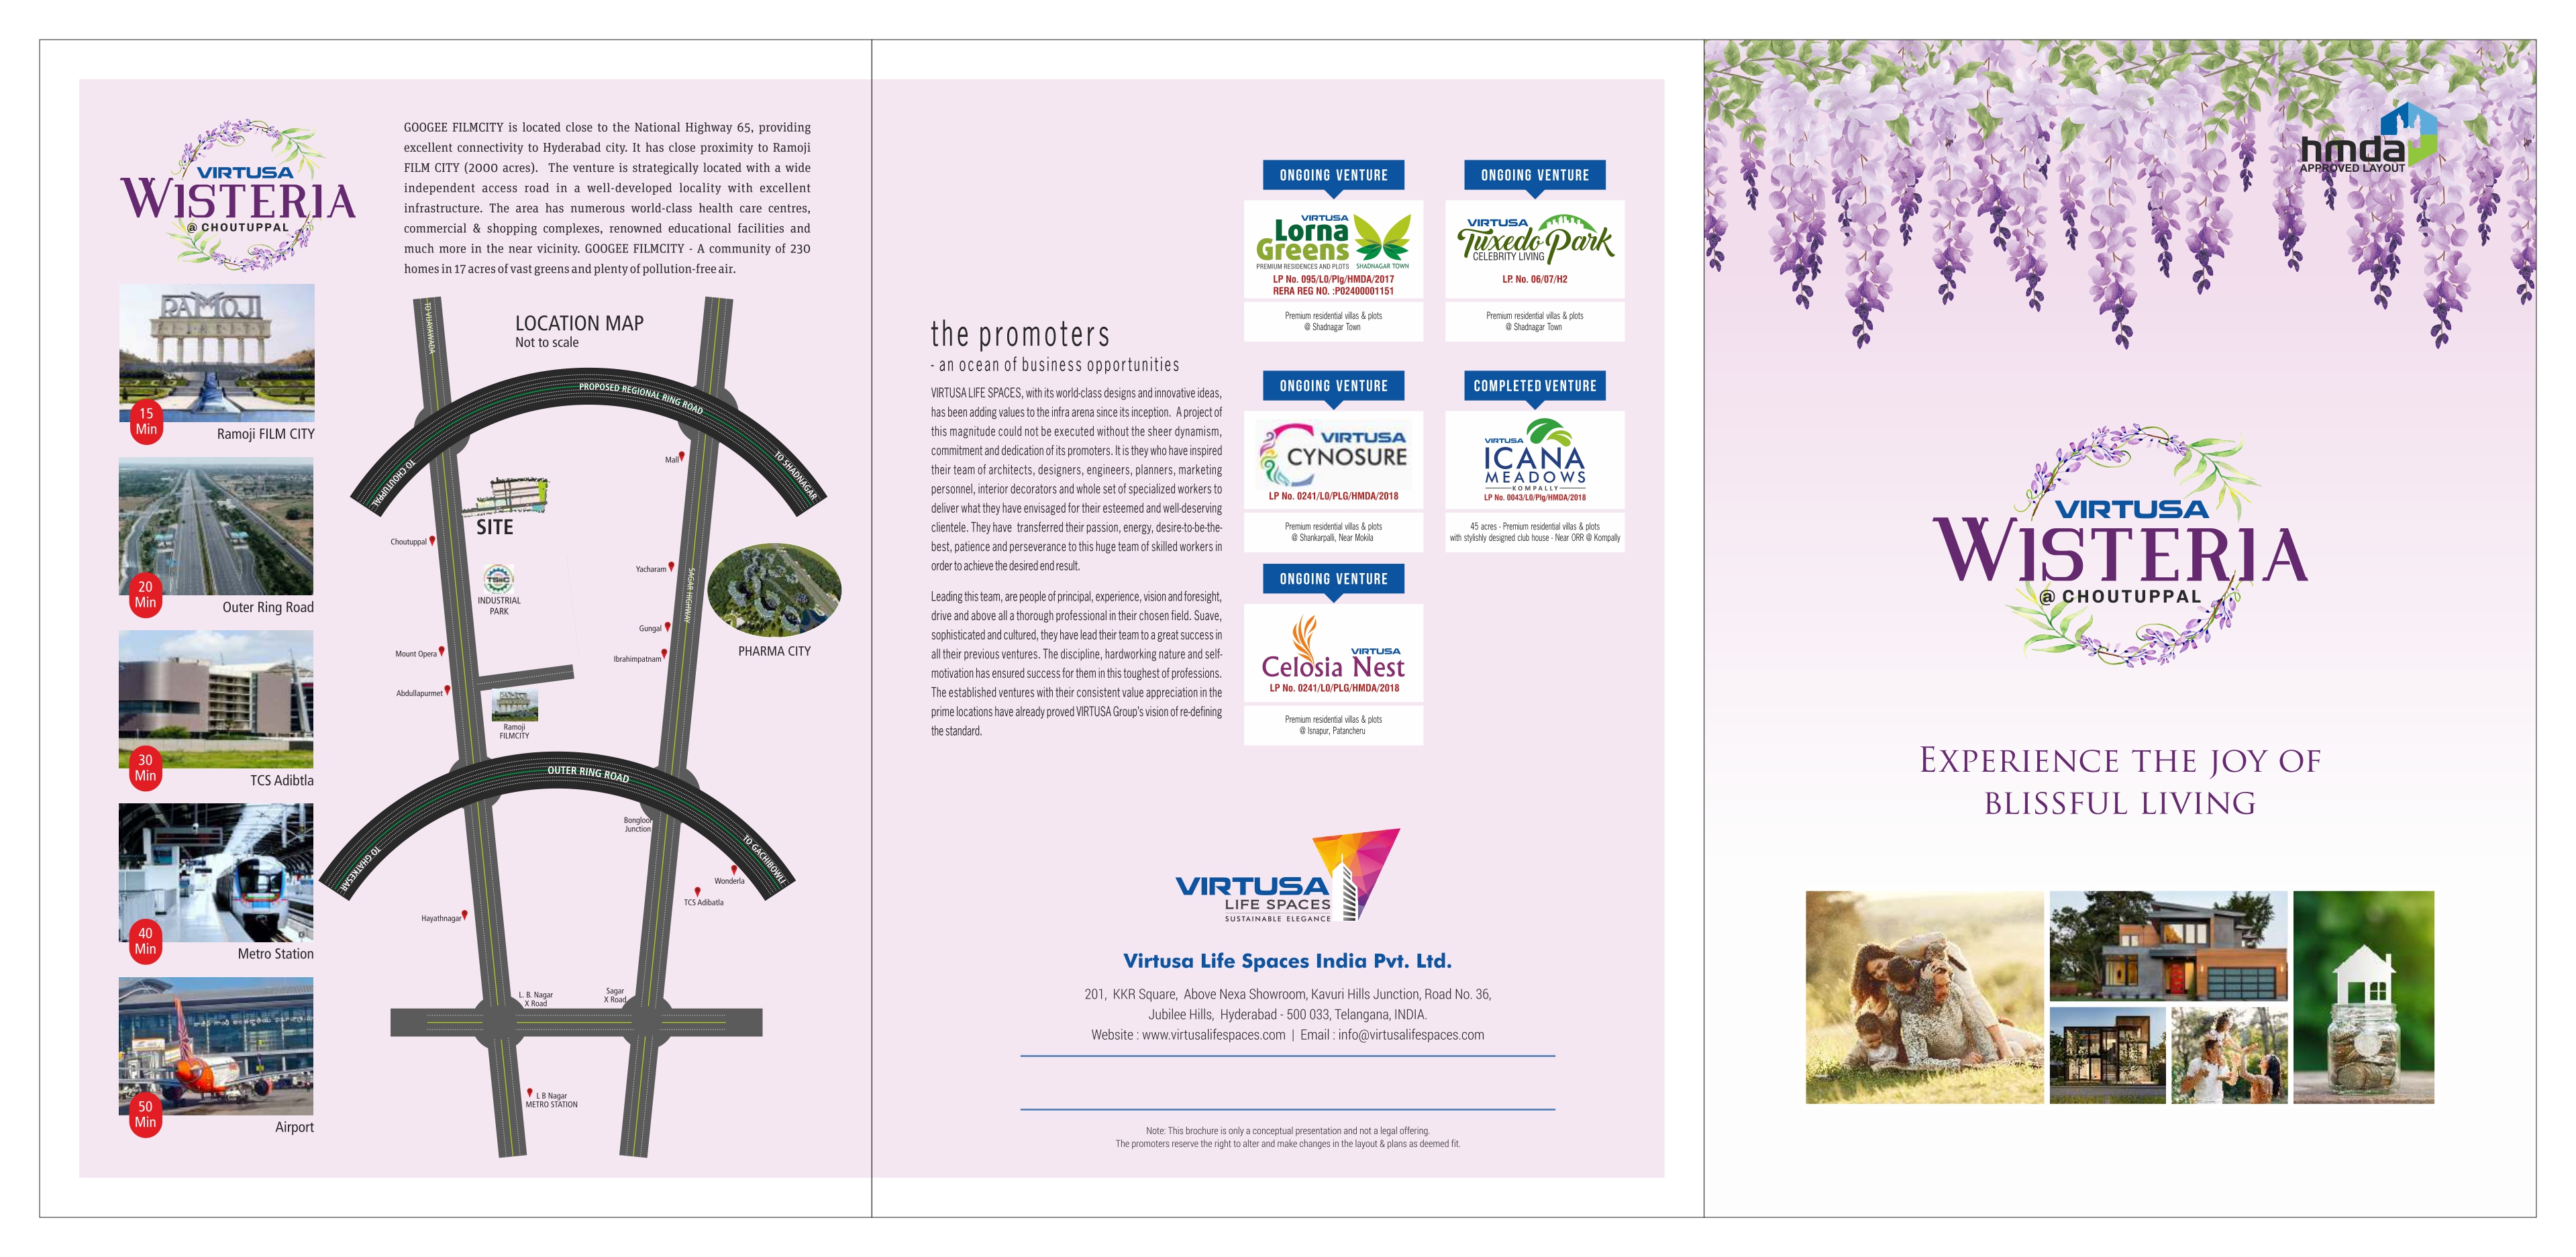 VIRTUSA
WISTERIA
@ CHOUTUPPAL
GOOGEE FILMCITY is located close to the National Highway 65, providing
excellent connectivity to Hyderabad city. It has close proximity to Ramoji
FILM CITY (2000 acres). The venture is strategically located with a wide
independent access road in a well-developed locality with excellent
infrastructure. The area has numerous world-class health care centres,
commercial & shopping complexes, renowned educational facilities and
much more in the near vicinity. GOOGEE FILMCITY - A community of 230
homes in 17 acres of vast greens and plenty of pollution-free air.
RAMOJI
15
Min
Ramoji FILM CITY
20
Min
Outer Ring Road
30
Min
TCS Adibtla
40
Min
Metro Station
50
Min
Airport
LOCATION MAP
Not to scale
TO VIJAYAWADA
PROPOSED REGIONAL RING ROAD
TO CHOUTUPPAL
TO SHADNAGAR
Mall
SITE
Choutuppal
TSIIC
INDUSTRIAL
PARK
Yacharam
SAGAR HIGHWAY
Gungal
Ibrahimpatnam
PHARMA CITY
Mount Opera
Abdullapurmet
Ramoji
FILMCITY
OUTER RING ROAD
TO GHATKESAR
TO GACHIBOWLI
Bongloor
Junction
Wonderla
TCS Adibatla
Hayathnagar
L. B. Nagar
X Road
Sagar
X Road
L B Nagar
METRO STATION
the promoters
- an ocean of business opportunities
VIRTUSA LIFE SPACES, with its world-class designs and innovative ideas,
has been adding values to the infra arena since its inception. A project of
this magnitude could not be executed without the sheer dynamism,
commitment and dedication of its promoters. It is they who have inspired
their team of architects, designers, engineers, planners, marketing
personnel, interior decorators and whole set of specialized workers to
deliver what they have envisaged for their esteemed and well-deserving
clientele. They have transferred their passion, energy, desire-to-be-the-
best, patience and perseverance to this huge team of skilled workers in
order to achieve the desired end result.
Leading this team, are people of principal, experience, vision and foresight,
drive and above all a thorough professional in their chosen field. Suave,
sophisticated and cultured, they have lead their team to a great success in
all their previous ventures. The discipline, hardworking nature and self-
motivation has ensured success for them in this toughest of professions.
The established ventures with their consistent value appreciation in the
prime locations have already proved VIRTUSA Group's vision of re-defining
the standard.
ONGOING VENTURE
VIRTUSA
Lorna
Greens
PREMIUM RESIDENCES AND PLOTS SHADNAGAR TOWN
LP No. 095/L0/Plg/HMDA/2017
RERA REG NO. :P02400001151
Premium residential villas & plots
@ Shadnagar Town
ONGOING VENTURE
VIRTUSA
Tuxedo Park
CELEBRITY LIVING
LP. No. 06/07/H2
Premium residential villas & plots
@ Shadnagar Town
ONGOING VENTURE
VIRTUSA
CYNOSURE
LP No. 0241/L0/PLG/HMDA/2018
Premium residential villas & plots
@ Shankarpalli, Near Mokila
COMPLETED VENTURE
VIRTUSA
ICANA
MEADOWS
KOMPALLY
LP No. 0043/L0/Plg/HMDA/2018
45 acres - Premium residential villas & plots
with stylishly designed club house - Near ORR @ Kompally
ONGOING VENTURE
VIRTUSA
Celosia Nest
LP No. 0241/L0/PLG/HMDA/2018
Premium residential villas & plots
@ Isnapur, Patancheru
VIRTUSA
LIFE SPACES
SUSTAINABLE ELEGANCE
Virtusa Life Spaces India Pvt. Ltd.
201, KKR Square, Above Nexa Showroom, Kavuri Hills Junction, Road No. 36,
Jubilee Hills, Hyderabad - 500 033, Telangana, INDIA.
Website : www.virtusalifespaces.com | Email : info@virtusalifespaces.com
Note: This brochure is only a conceptual presentation and not a legal offering.
The promoters reserve the right to alter and make changes in the layout & plans as deemed fit.
hmda
APPROVED LAYOUT
VIRTUSA
WISTERIA
@ CHOUTUPPAL
EXPERIENCE THE JOY OF
BLISSFUL LIVING